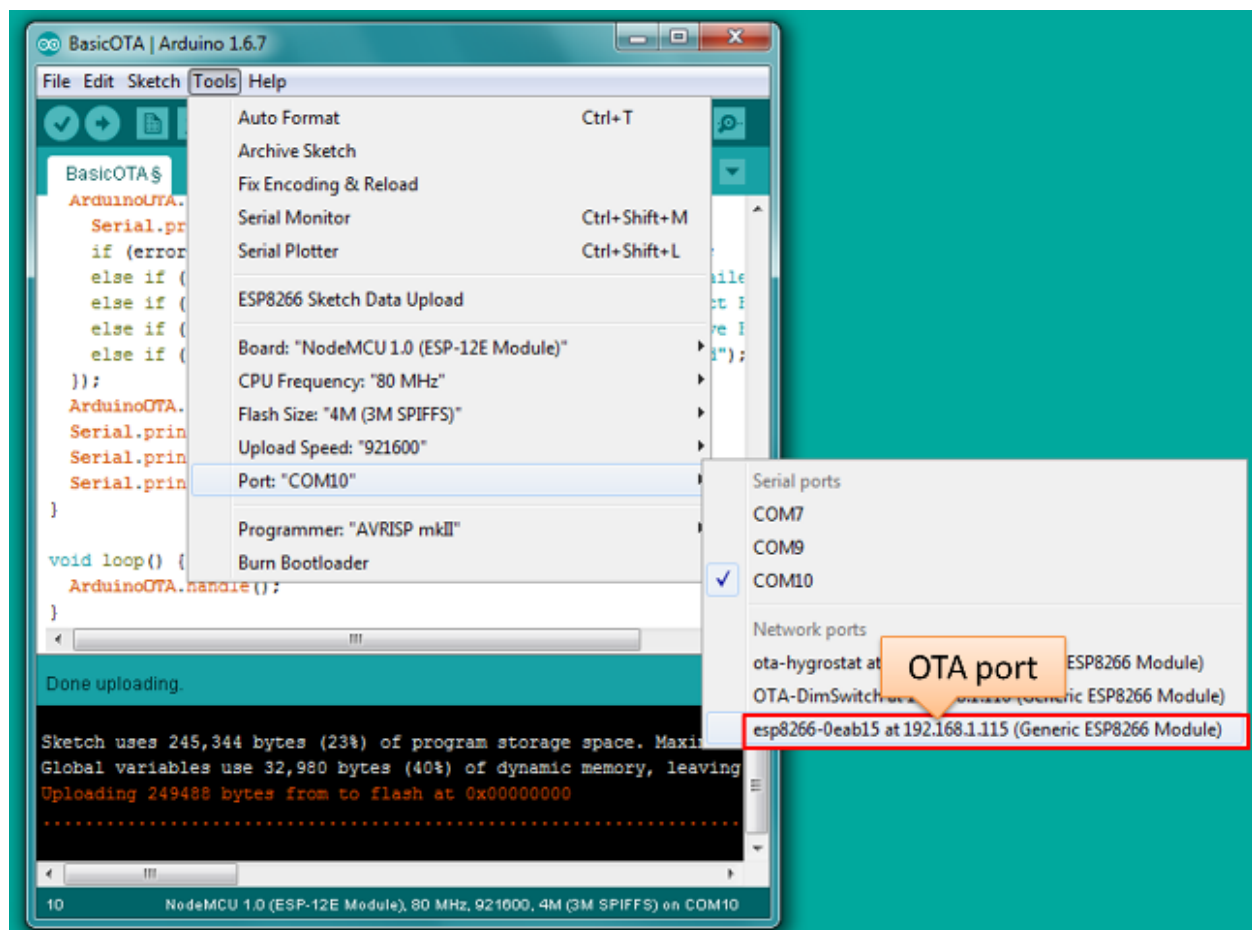 BasicOTA | Arduino 1.6.7
File Edit Sketch Tools Help
Auto Format Ctrl+T
Archive Sketch
Fix Encoding & Reload
Serial Monitor Ctrl+Shift+M
Serial Plotter Ctrl+Shift+L
ESP8266 Sketch Data Upload
Board: "NodeMCU 1.0 (ESP-12E Module)"
CPU Frequency: "80 MHz"
Flash Size: "4M (3M SPIFFS)"
Upload Speed: "921600"
Port: "COM10"
Programmer: "AVRISP mkII"
Burn Bootloader
Serial ports
COM7
COM9
COM10
Network ports
ota-hygrostat at ESP8266 Module)
OTA-DimSwitch (Generic ESP8266 Module)
esp8266-0eab15 at 192.168.1.115 (Generic ESP8266 Module)
OTA port
BasicOTA§
ArduinoOTA.
Serial.pr
if (error
else if ( aile
else if ( ct F
else if ( ve F
else if ( d");
});
ArduinoOTA.
Serial.prin
Serial.prin
Serial.prin
}
void loop() {
ArduinoOTA.handle();
}
Done uploading.
Sketch uses 245,344 bytes (23%) of program storage space. Maxi
Global variables use 32,980 bytes (40%) of dynamic memory, leaving
Uploading 249488 bytes from to flash at 0x00000000
................................................................
10 NodeMCU 1.0 (ESP-12E Module), 80 MHz, 921600, 4M (3M SPIFFS) on COM10